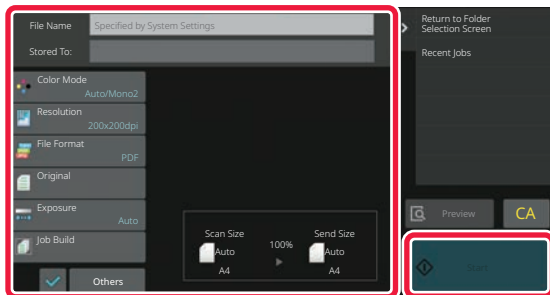 File Name
Specified by System Settings
Stored To:
Color Mode
Auto/Mono2
Resolution
200x200dpi
File Format
PDF
Original
Exposure
Auto
Job Build
Others
Scan Size
Auto
A4
100%
Send Size
Auto
A4
Return to Folder
Selection Screen
Recent Jobs
Preview
CA
Start